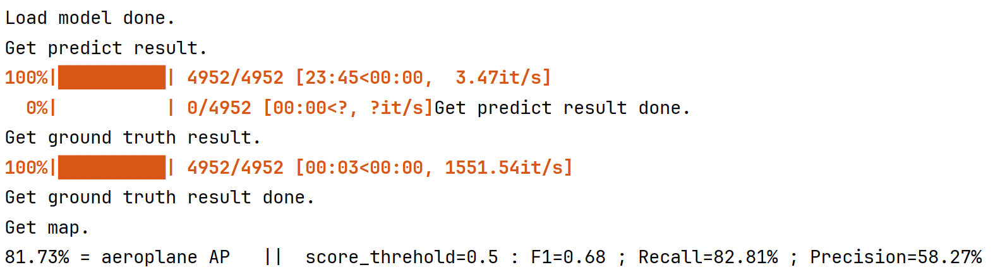 Load model done.
Get predict result.
100%|██████████| 4952/4952 [23:45<00:00,  3.47it/s]
  0%|          | 0/4952 [00:00<?, ?it/s]Get predict result done.
Get ground truth result.
100%|██████████| 4952/4952 [00:03<00:00, 1551.54it/s]
Get ground truth result done.
Get map.
81.73% = aeroplane AP   ||  score_threhold=0.5 : F1=0.68 ; Recall=82.81% ; Precision=58.27%